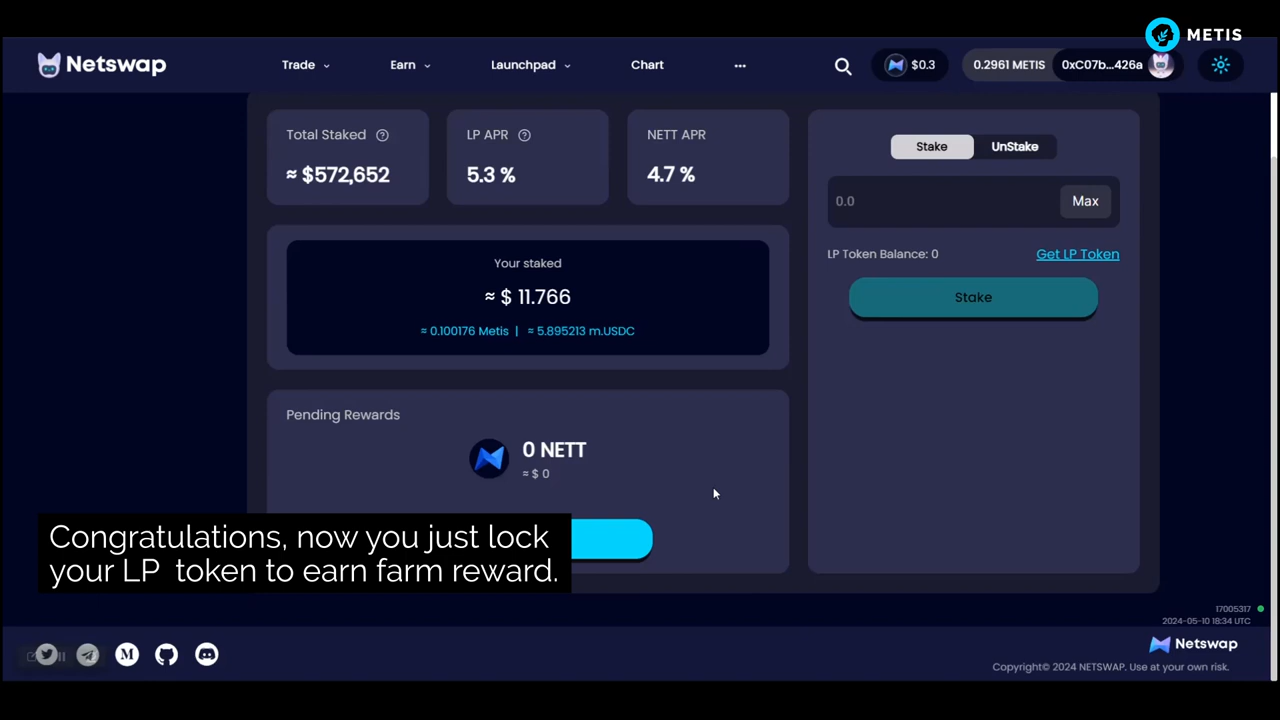 METIS
Netswap
Trade
Earn
Launchpad
Chart
$0.3
0.2961 METIS
0xC07b...426a
Total Staked
≈ $572,652
LP APR
5.3 %
NETT APR
4.7 %
Stake
UnStake
0.0
Max
LP Token Balance: 0
Get LP Token
Stake
Your staked
≈ $ 11.766
≈ 0.100176 Metis | ≈ 5.895213 m.USDC
Pending Rewards
0 NETT
≈ $ 0
Congratulations, now you just lock
your LP token to earn farm reward.
17005317
2024-05-10 18:34 UTC
Netswap
Copyright© 2024 NETSWAP. Use at your own risk.